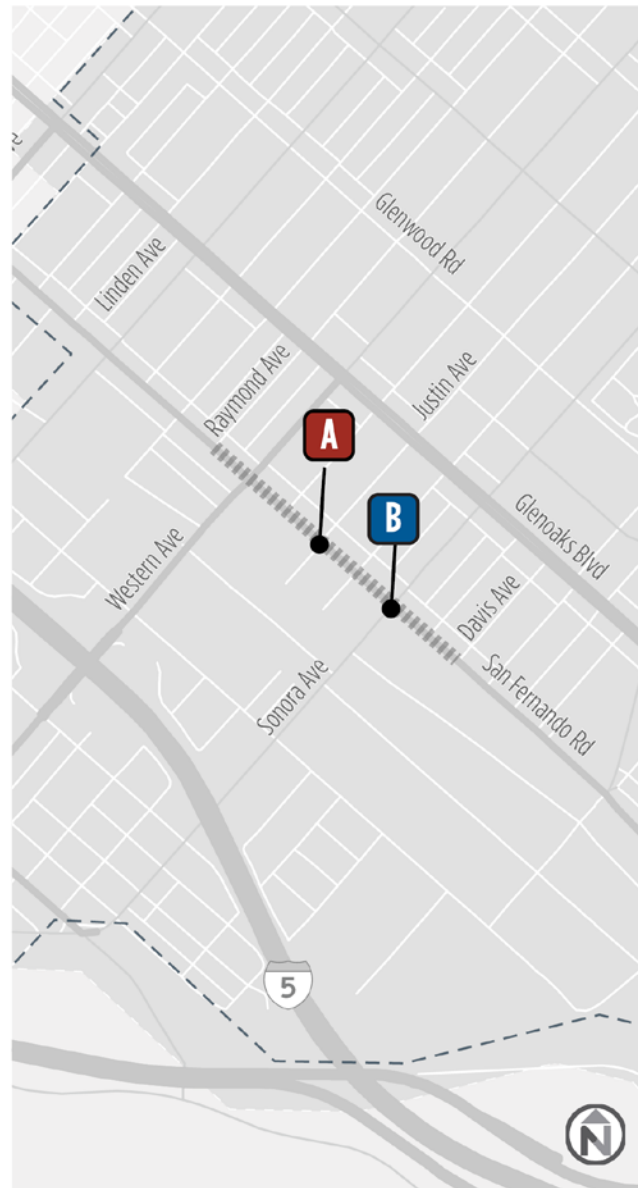 Glenwood Rd
Linden Ave
Raymond Ave
Justin Ave
A
B
Glenoaks Blvd
Western Ave
Davis Ave
Sonora Ave
San Fernando Rd
5
N